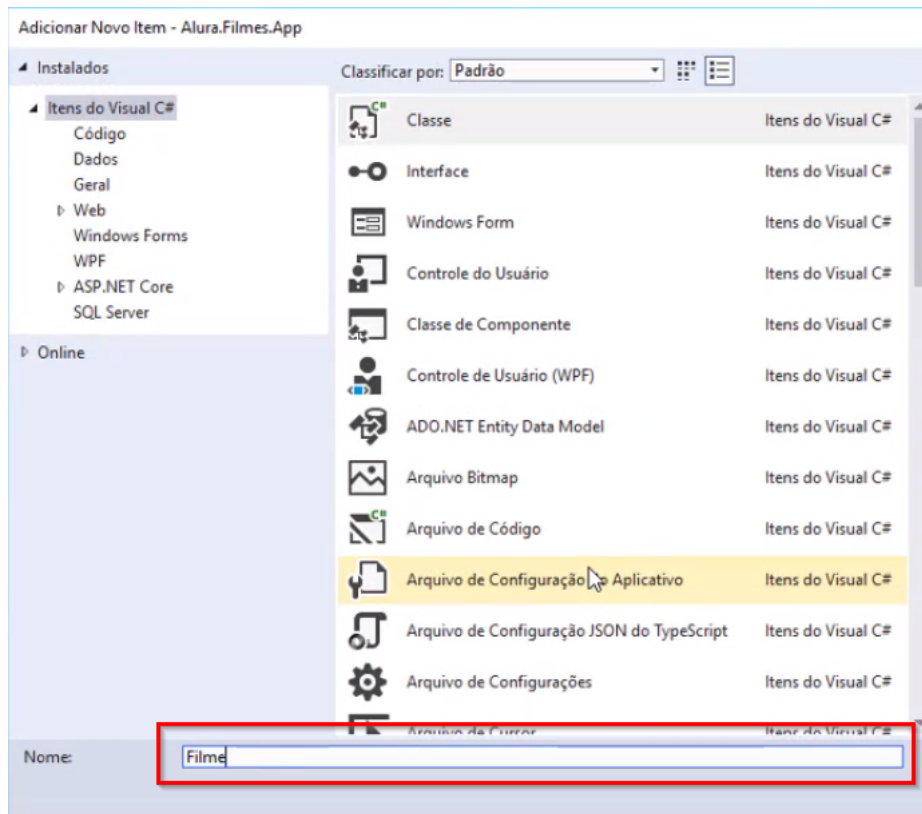 Adicionar Novo Item - Alura.Filmes.App
Instalados
Classificar por: Padrão
Itens do Visual C#
Código
Dados
Geral
Web
Windows Forms
WPF
ASP.NET Core
SQL Server
Online
C# Classe Itens do Visual C#
Interface Itens do Visual C#
Windows Form Itens do Visual C#
Controle do Usuário Itens do Visual C#
Classe de Componente Itens do Visual C#
Controle de Usuário (WPF) Itens do Visual C#
ADO.NET Entity Data Model Itens do Visual C#
Arquivo Bitmap Itens do Visual C#
C# Arquivo de Código Itens do Visual C#
Arquivo de Configuração Aplicativo Itens do Visual C#
Arquivo de Configuração JSON do TypeScript Itens do Visual C#
Arquivo de Configurações Itens do Visual C#
Arquivo de Cursor Itens do Visual C#
Nome: Filme